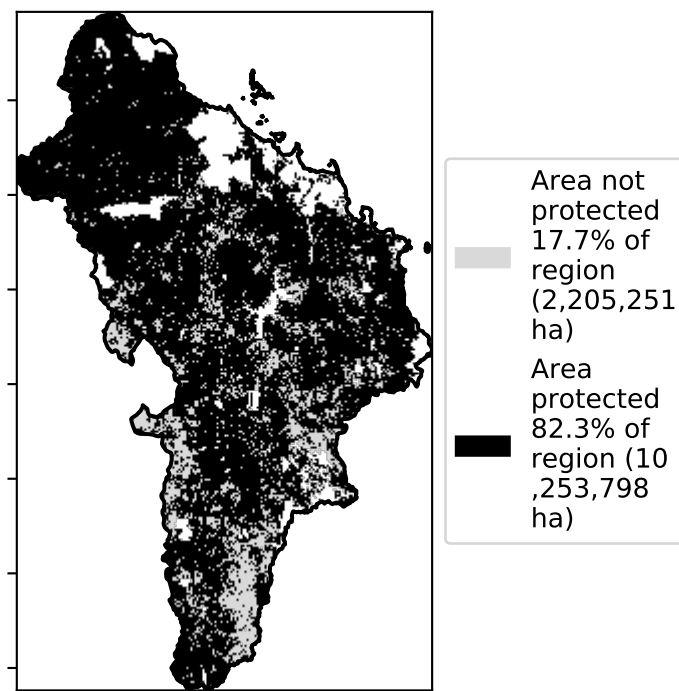 Area not
protected
17.7% of
region
(2,205,251
ha)
Area
protected
82.3% of
region (10
,253,798
ha)